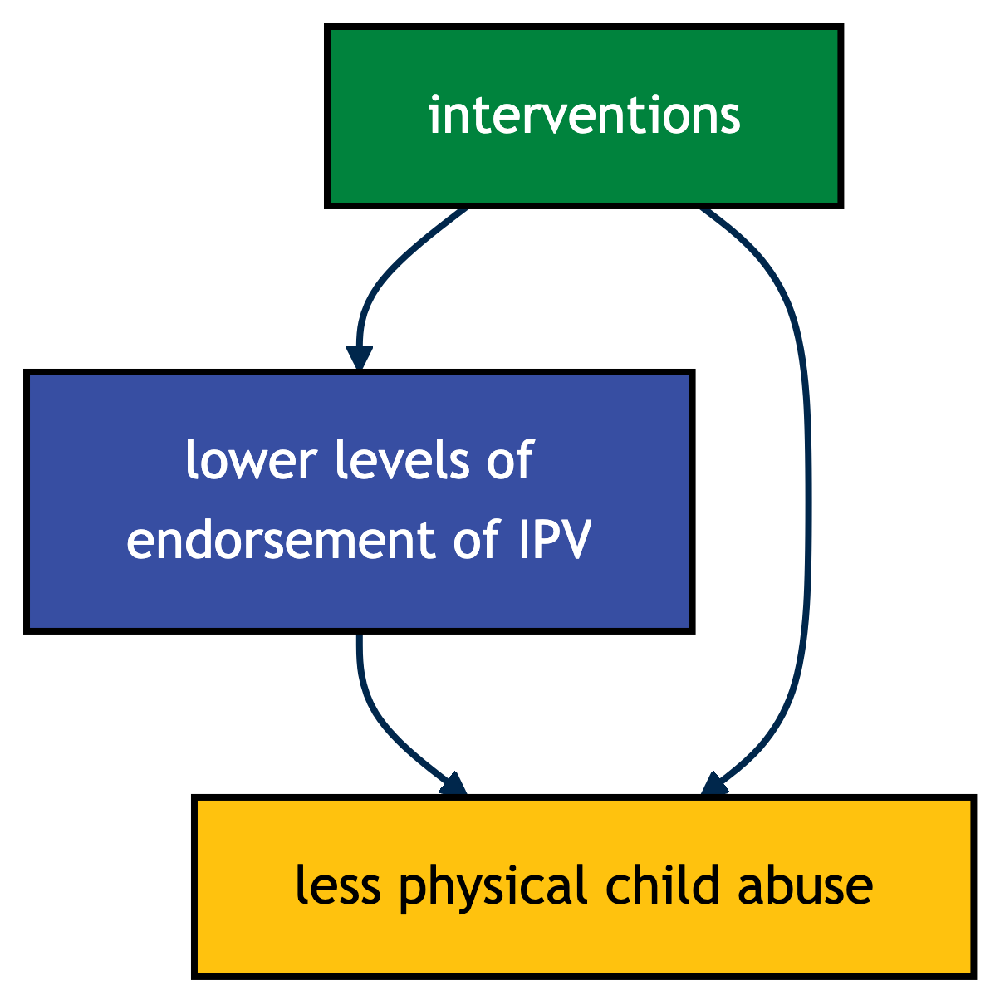 interventions
lower levels of
endorsement of IPV
less physical child abuse